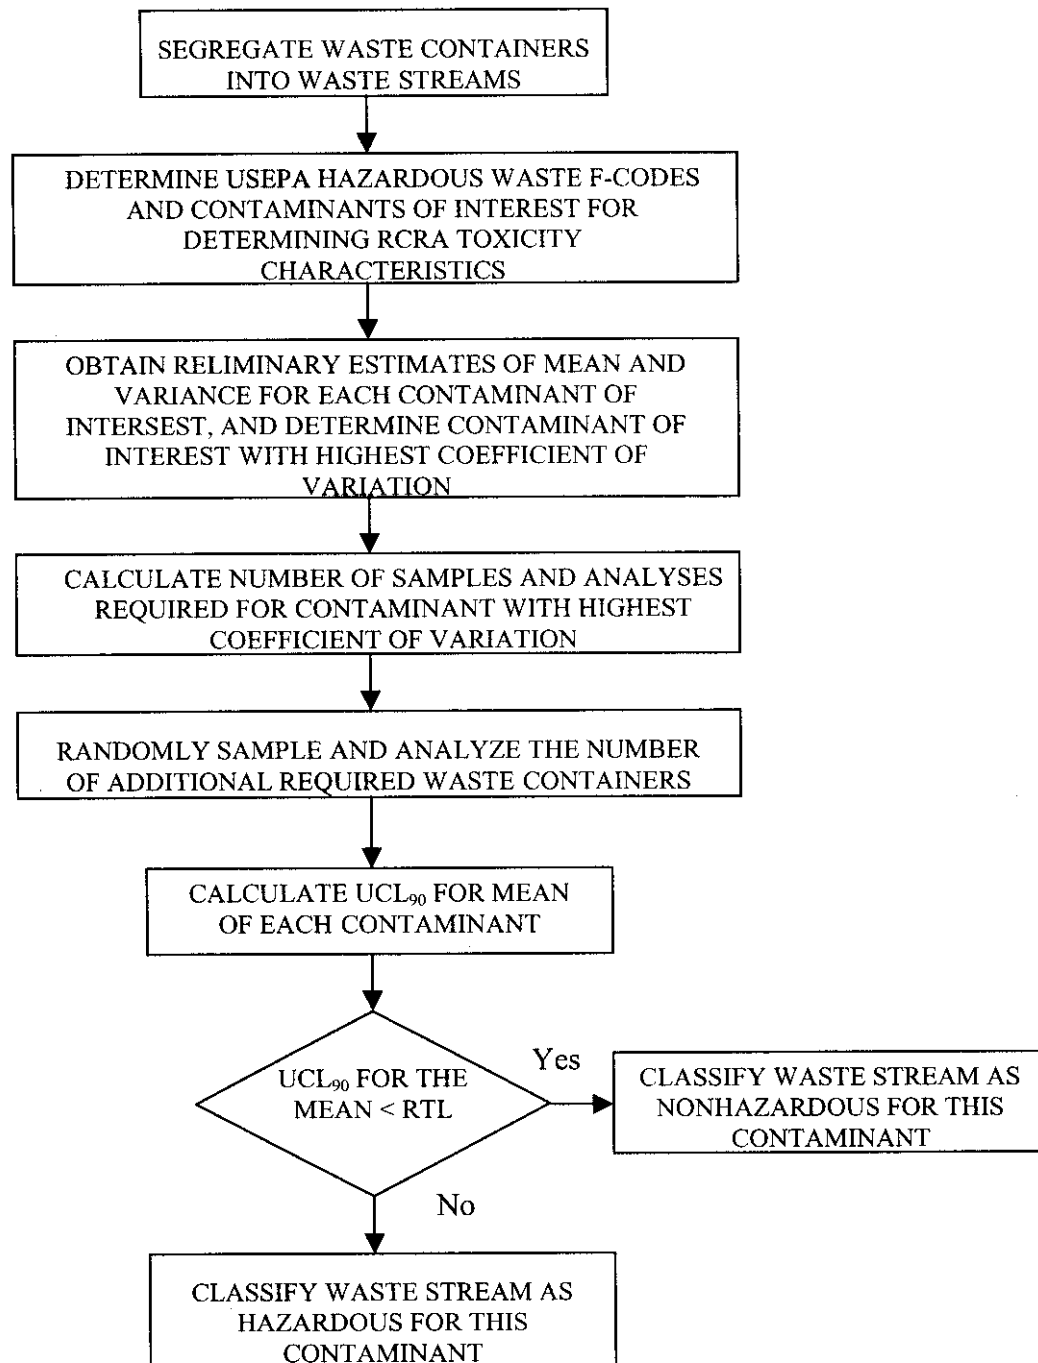 SEGREGATE WASTE CONTAINERS
INTO WASTE STREAMS
DETERMINE USEPA HAZARDOUS WASTE F-CODES
AND CONTAMINANTS OF INTEREST FOR
DETERMINING RCRA TOXICITY
CHARACTERISTICS
OBTAIN RELIMINARY ESTIMATES OF MEAN AND
VARIANCE FOR EACH CONTAMINANT OF
INTERSEST, AND DETERMINE CONTAMINANT OF
INTEREST WITH HIGHEST COEFFICIENT OF
VARIATION
CALCULATE NUMBER OF SAMPLES AND ANALYSES
REQUIRED FOR CONTAMINANT WITH HIGHEST
COEFFICIENT OF VARIATION
RANDOMLY SAMPLE AND ANALYZE THE NUMBER
OF ADDITIONAL REQUIRED WASTE CONTAINERS
CALCULATE UCL₉₀ FOR MEAN
OF EACH CONTAMINANT
UCL₉₀ FOR THE
MEAN < RTL
Yes
CLASSIFY WASTE STREAM AS
NONHAZARDOUS FOR THIS
CONTAMINANT
No
CLASSIFY WASTE STREAM AS
HAZARDOUS FOR THIS
CONTAMINANT